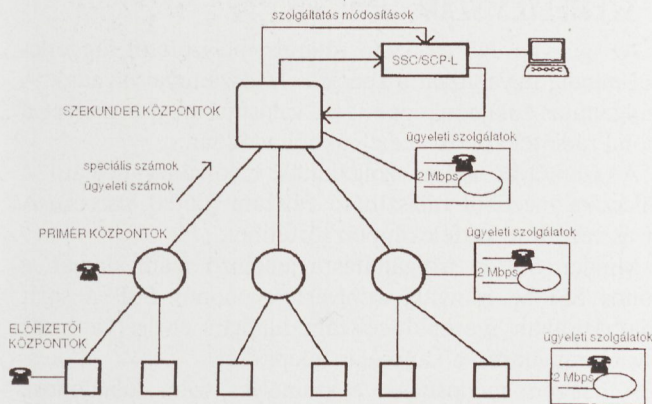 szolgáltatás módosítások
SSC/SCP-L
SZEKUNDER KÖZPONTOK
ügyeleti szolgálatok
2 Mbps
speciális számok
ügyeleti számok
PRIMÉR KÖZPONTOK
ügyeleti szolgálatok
2 Mbps
ELŐFIZETŐI
KÖZPONTOK
ügyeleti szolgálatok
2 Mbps